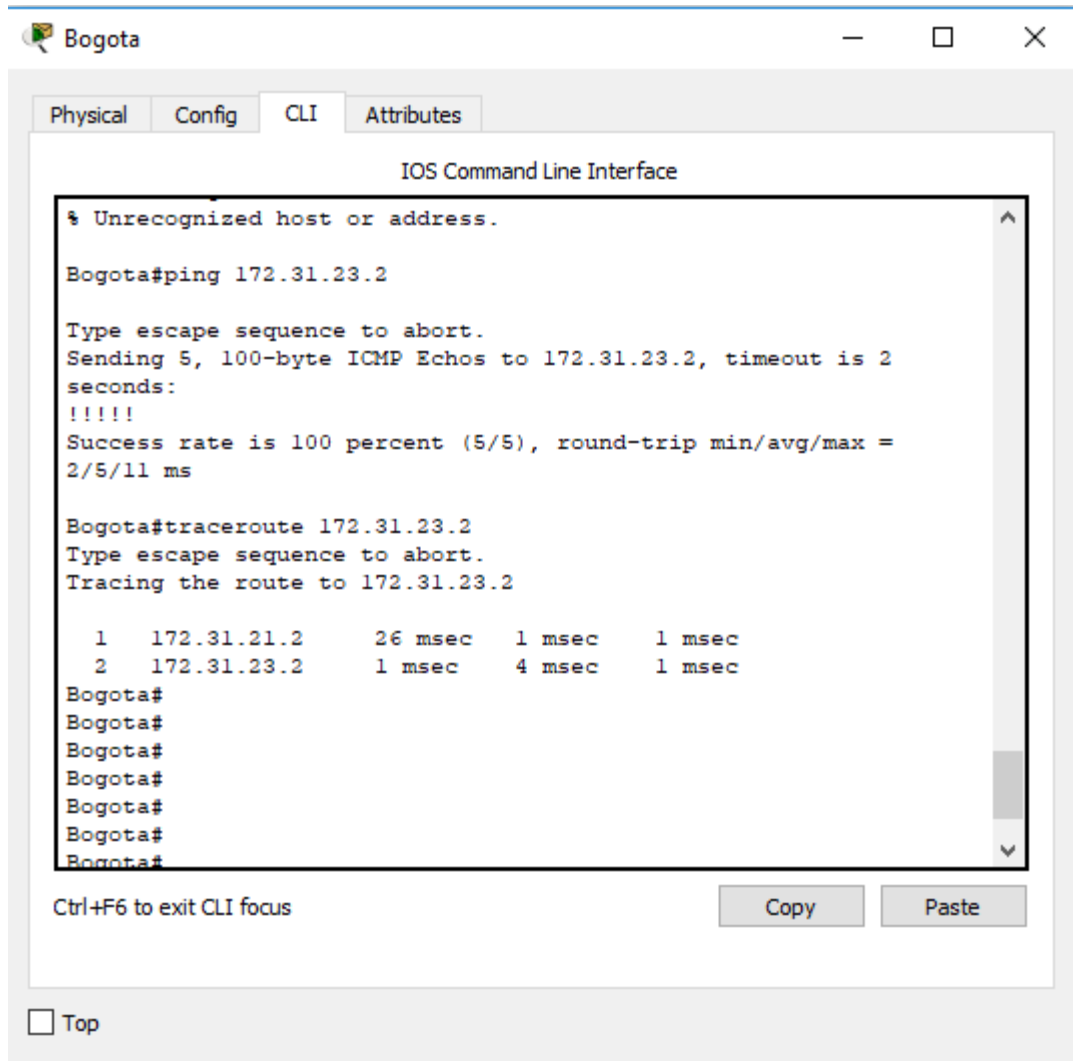 Bogota
Physical Config CLI Attributes
IOS Command Line Interface
% Unrecognized host or address.
Bogota#ping 172.31.23.2
Type escape sequence to abort.
Sending 5, 100-byte ICMP Echos to 172.31.23.2, timeout is 2
seconds:
!!!!!
Success rate is 100 percent (5/5), round-trip min/avg/max =
2/5/11 ms
Bogota#traceroute 172.31.23.2
Type escape sequence to abort.
Tracing the route to 172.31.23.2
1 172.31.21.2 26 msec 1 msec 1 msec
2 172.31.23.2 1 msec 4 msec 1 msec
Bogota#
Bogota#
Bogota#
Bogota#
Bogota#
Bogota#
Bogota#
Ctrl+F6 to exit CLI focus
Copy Paste
Top